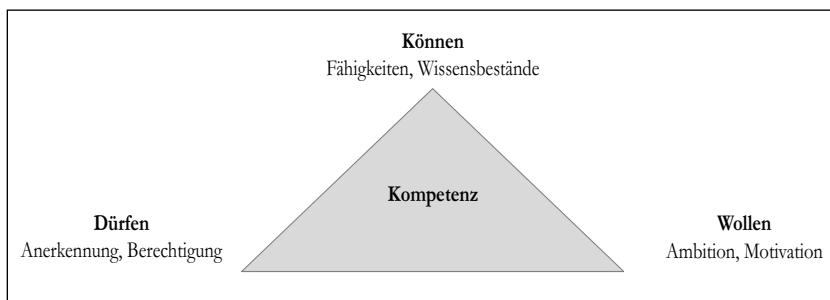 Können
Fähigkeiten, Wissensbestände
Kompetenz
Dürfen
Anerkennung, Berechtigung
Wollen
Ambition, Motivation